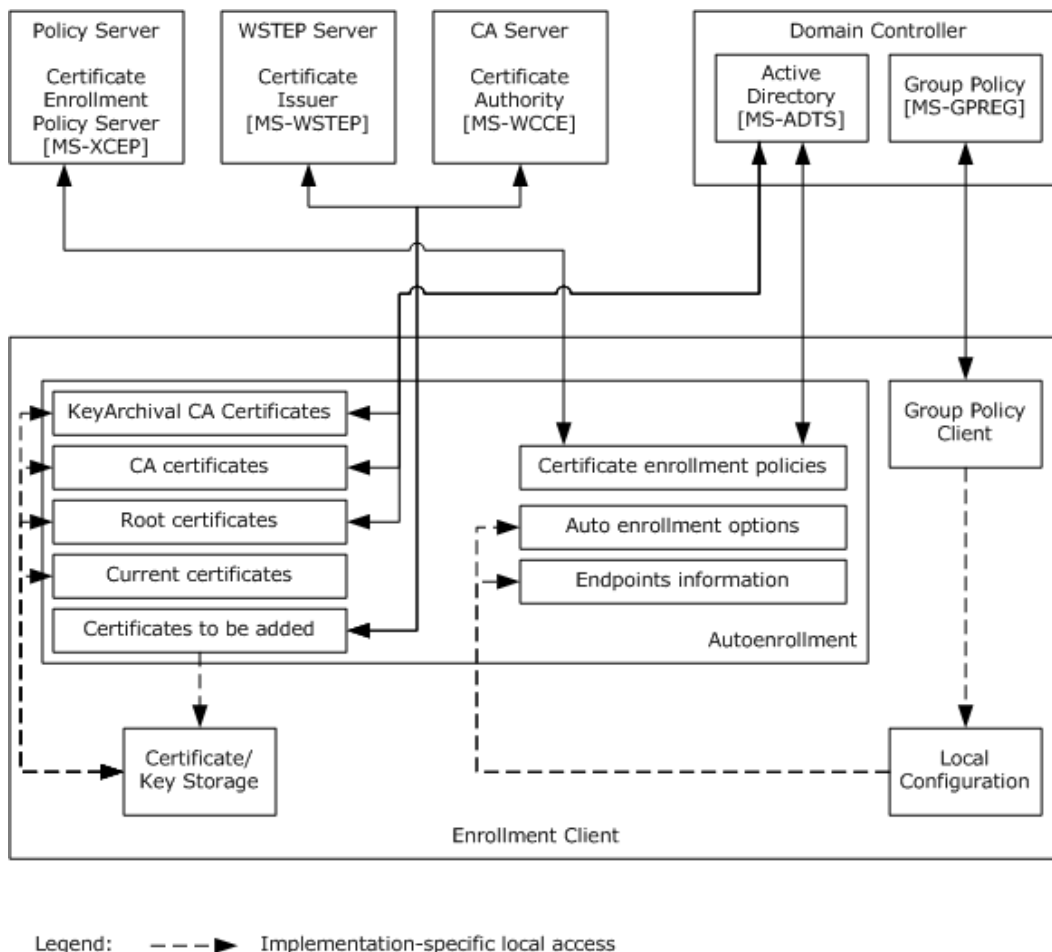 Policy Server
Certificate
Enrollment
Policy Server
[MS-XCEP]
WSTEP Server
Certificate
Issuer
[MS-WSTEP]
CA Server
Certificate
Authority
[MS-WCCE]
Domain Controller
Active
Directory
[MS-ADTS]
Group Policy
[MS-GPREG]
KeyArchival CA Certificates
CA certificates
Root certificates
Current certificates
Certificates to be added
Certificate enrollment policies
Auto enrollment options
Endpoints information
Autoenrollment
Group Policy
Client
Certificate/
Key Storage
Local
Configuration
Enrollment Client
Legend: Implementation-specific local access